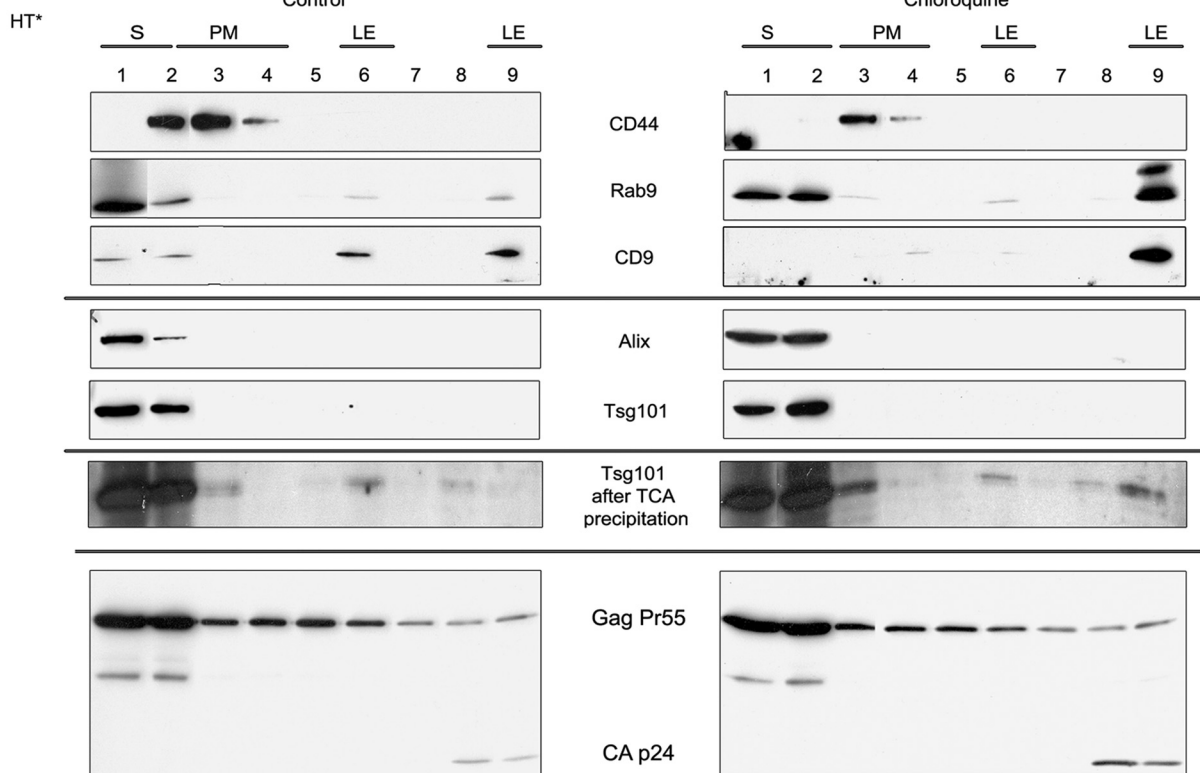 Control
Chloroquine
HT*
S PM LE LE
S PM LE LE
1 2 3 4 5 6 7 8 9
1 2 3 4 5 6 7 8 9
CD44
Rab9
CD9
Alix
Tsg101
Tsg101
after TCA
precipitation
Gag Pr55
CA p24